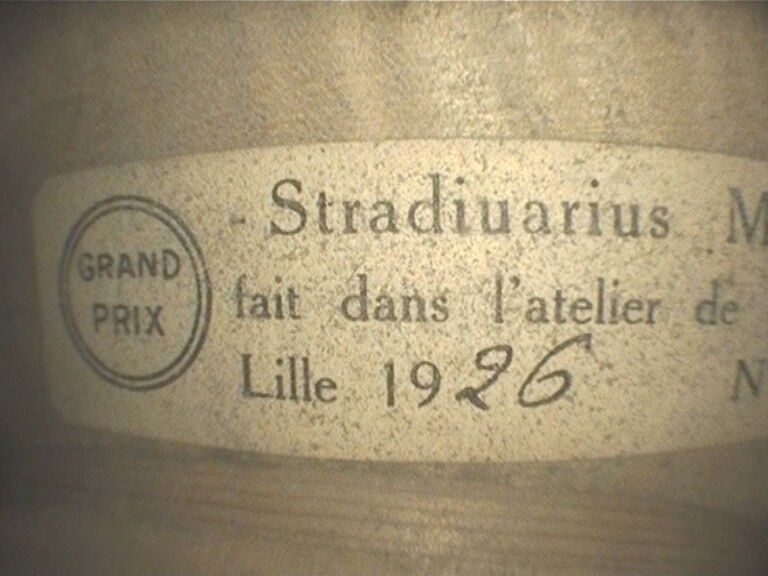 GRAND
PRIX
- Stradiuarius M
fait dans l'atelier de
Lille 1926 N